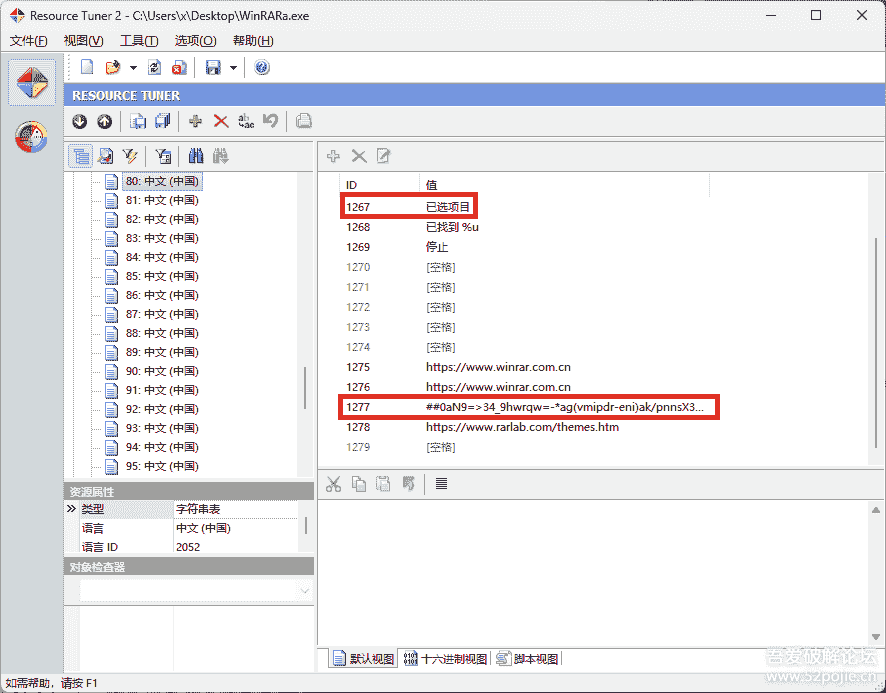 Resource Tuner 2 - C:\Users\x\Desktop\WinRARa.exe
文件(F) 视图(V) 工具(T) 选项(O) 帮助(H)
RESOURCE TUNER
80: 中文 (中国)
81: 中文 (中国)
82: 中文 (中国)
83: 中文 (中国)
84: 中文 (中国)
85: 中文 (中国)
86: 中文 (中国)
87: 中文 (中国)
88: 中文 (中国)
89: 中文 (中国)
90: 中文 (中国)
91: 中文 (中国)
92: 中文 (中国)
93: 中文 (中国)
94: 中文 (中国)
95: 中文 (中国)
资源属性
类型 字符串表
语言 中文 (中国)
语言 ID 2052
对象检查器
ID 值
1267 已选项目
1268 已找到 %u
1269 停止
1270 [空格]
1271 [空格]
1272 [空格]
1273 [空格]
1274 [空格]
1275 https://www.winrar.com.cn
1276 https://www.winrar.com.cn
1277 ##0aN9=>34_9hwrqw=-*ag(vmipdr-eni)ak/pnnsX3...
1278 https://www.rarlab.com/themes.htm
1279 [空格]
默认视图 十六进制视图 脚本视图
吾爱破解论坛
www.52pojie.cn
如需帮助，请按 F1